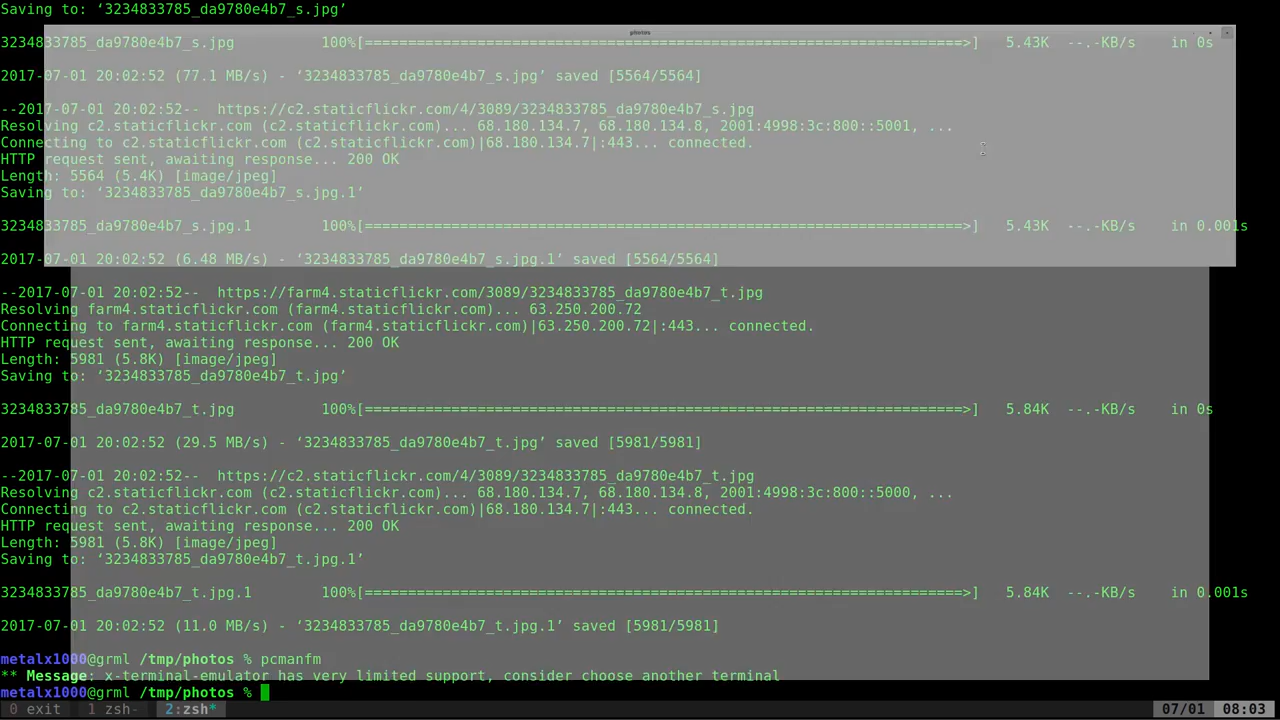 Saving to: ‘3234833785_da9780e4b7_s.jpg’
photos
3234833785_da9780e4b7_s.jpg 100%[======================================================================>] 5.43K --.-KB/s in 0s
2017-07-01 20:02:52 (77.1 MB/s) - ‘3234833785_da9780e4b7_s.jpg’ saved [5564/5564]
--2017-07-01 20:02:52-- https://c2.staticflickr.com/4/3089/3234833785_da9780e4b7_s.jpg
Resolving c2.staticflickr.com (c2.staticflickr.com)... 68.180.134.7, 68.180.134.8, 2001:4998:3c:800::5001, ...
Connecting to c2.staticflickr.com (c2.staticflickr.com)|68.180.134.7|:443... connected.
HTTP request sent, awaiting response... 200 OK
Length: 5564 (5.4K) [image/jpeg]
Saving to: ‘3234833785_da9780e4b7_s.jpg.1’
3234833785_da9780e4b7_s.jpg.1 100%[======================================================================>] 5.43K --.-KB/s in 0.001s
2017-07-01 20:02:52 (6.48 MB/s) - ‘3234833785_da9780e4b7_s.jpg.1’ saved [5564/5564]
--2017-07-01 20:02:52-- https://farm4.staticflickr.com/3089/3234833785_da9780e4b7_t.jpg
Resolving farm4.staticflickr.com (farm4.staticflickr.com)... 63.250.200.72
Connecting to farm4.staticflickr.com (farm4.staticflickr.com)|63.250.200.72|:443... connected.
HTTP request sent, awaiting response... 200 OK
Length: 5981 (5.8K) [image/jpeg]
Saving to: ‘3234833785_da9780e4b7_t.jpg’
3234833785_da9780e4b7_t.jpg 100%[======================================================================>] 5.84K --.-KB/s in 0s
2017-07-01 20:02:52 (29.5 MB/s) - ‘3234833785_da9780e4b7_t.jpg’ saved [5981/5981]
--2017-07-01 20:02:52-- https://c2.staticflickr.com/4/3089/3234833785_da9780e4b7_t.jpg
Resolving c2.staticflickr.com (c2.staticflickr.com)... 68.180.134.7, 68.180.134.8, 2001:4998:3c:800::5000, ...
Connecting to c2.staticflickr.com (c2.staticflickr.com)|68.180.134.7|:443... connected.
HTTP request sent, awaiting response... 200 OK
Length: 5981 (5.8K) [image/jpeg]
Saving to: ‘3234833785_da9780e4b7_t.jpg.1’
3234833785_da9780e4b7_t.jpg.1 100%[======================================================================>] 5.84K --.-KB/s in 0.001s
2017-07-01 20:02:52 (11.0 MB/s) - ‘3234833785_da9780e4b7_t.jpg.1’ saved [5981/5981]
metalx1000@grml /tmp/photos % pcmanfm
** Message: x-terminal-emulator has very limited support, consider choose another terminal
metalx1000@grml /tmp/photos %
0 exit 1 zsh- 2:zsh* 07/01 08:03